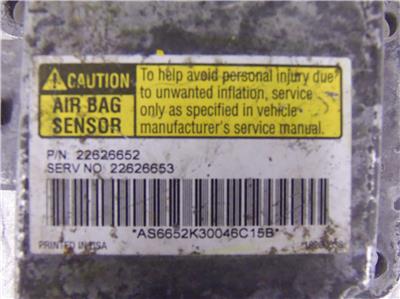 CAUTION
AIR BAG
SENSOR
To help avoid personal injury due
to unwanted inflation, service
only as specified in vehicle
manufacturer's service manual.
P/N 22626652
SERV NO 22626653
*AS6652K30046C15B*
PRINTED IN USA